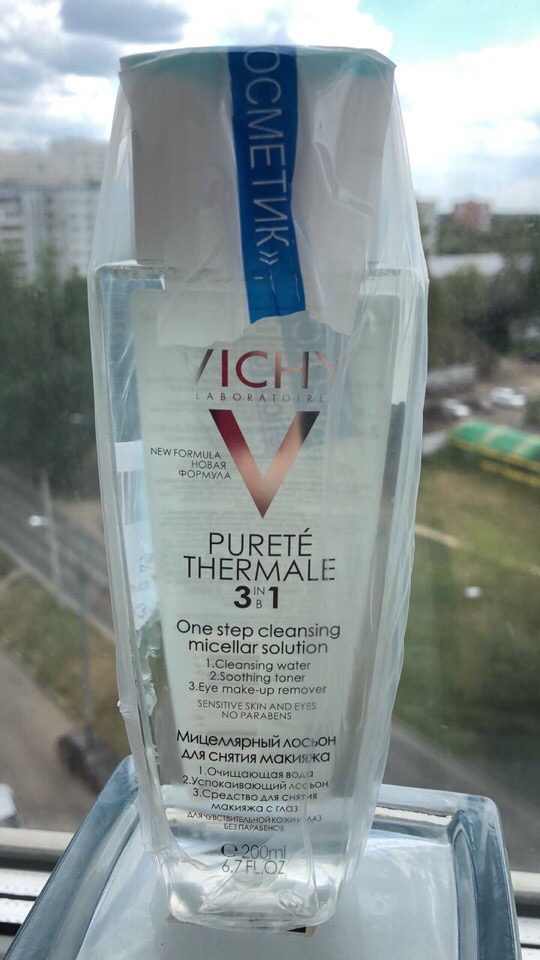 ОСМЕТИК»
VICHY
LABORATOIRE
V
NEW FORMULA
НОВАЯ
ФОРМУЛА
PURETÉ
THERMALE
3 IN В 1
One step cleansing
micellar solution
1.Cleansing water
2.Soothing toner
3.Eye make-up remover
SENSITIVE SKIN AND EYES
NO PARABENS
Мицеллярный лосьон
для снятия макияжа
1.Очищающая вода
2.Успокаивающий лосьон
3.Средство для снятия
макияжа с глаз
ДЛЯ ЧУВСТВИТЕЛЬНОЙ КОЖИ И ГЛАЗ
БЕЗ ПАРАБЕНОВ
℮ 200ml
6.7 FL.OZ